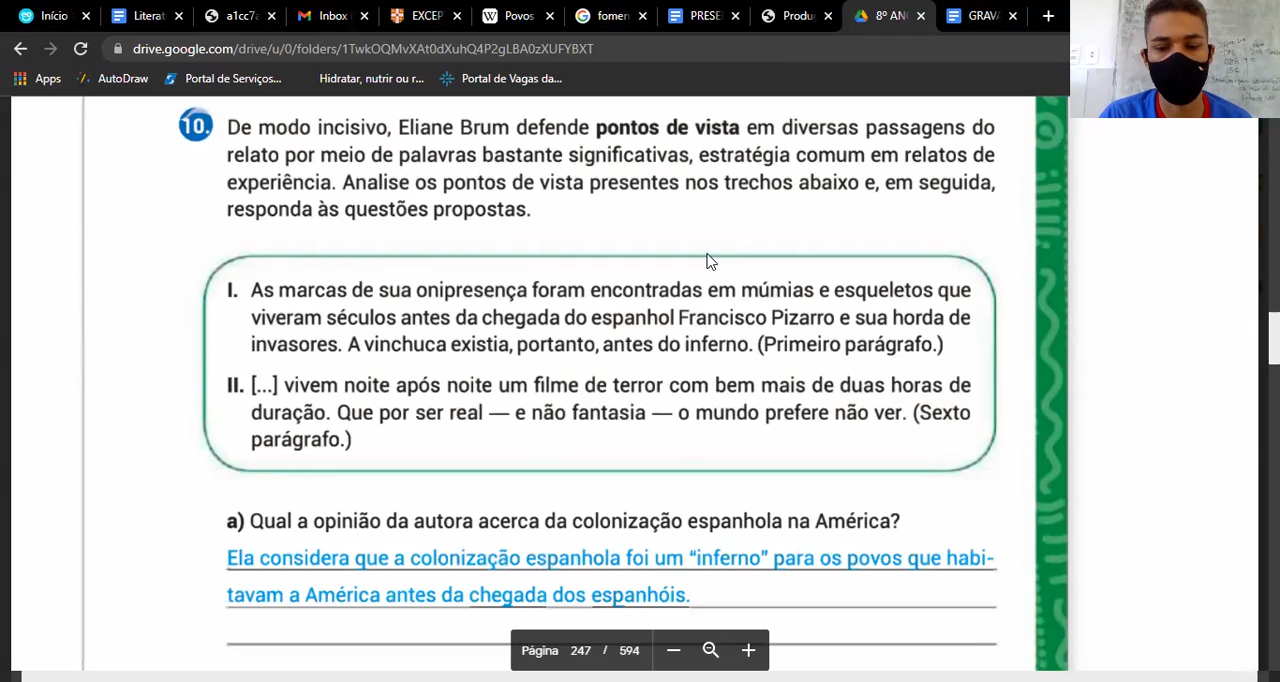 Início
Literat
a1cc7
Inbox
EXCEP
Povos
fomen
PRESE
Produ
8º AN
GRAVA
drive.google.com/drive/u/0/folders/1TwkOQMvXAt0dXuhQ4P2gLBA0zXUFYBXT
Apps
AutoDraw
Portal de Serviços...
Hidratar, nutrir ou r...
Portal de Vagas da...
10. De modo incisivo, Eliane Brum defende pontos de vista em diversas passagens do
relato por meio de palavras bastante significativas, estratégia comum em relatos de
experiência. Analise os pontos de vista presentes nos trechos abaixo e, em seguida,
responda às questões propostas.
I. As marcas de sua onipresença foram encontradas em múmias e esqueletos que
viveram séculos antes da chegada do espanhol Francisco Pizarro e sua horda de
invasores. A vinchuca existia, portanto, antes do inferno. (Primeiro parágrafo.)
II. [...] vivem noite após noite um filme de terror com bem mais de duas horas de
duração. Que por ser real — e não fantasia — o mundo prefere não ver. (Sexto
parágrafo.)
a) Qual a opinião da autora acerca da colonização espanhola na América?
Ela considera que a colonização espanhola foi um “inferno” para os povos que habi-
tavam a América antes da chegada dos espanhóis.
Página 247 / 594